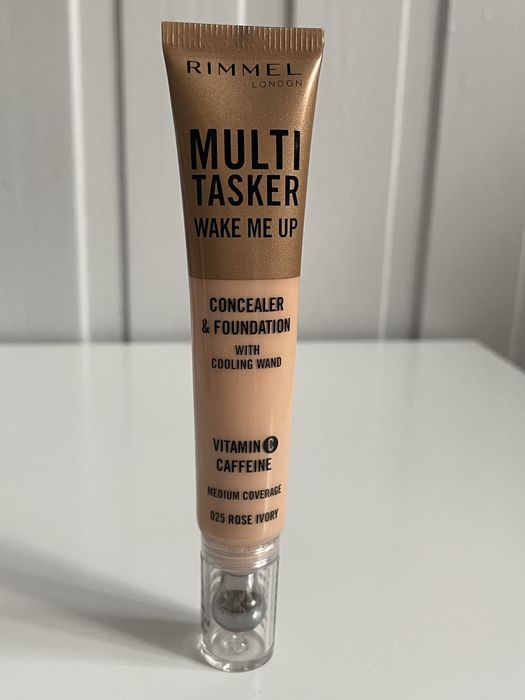 RIMMEL
LONDON
MULTI
TASKER
WAKE ME UP
CONCEALER
& FOUNDATION
WITH
COOLING WAND
VITAMIN C
CAFFEINE
MEDIUM COVERAGE
025 ROSE IVORY